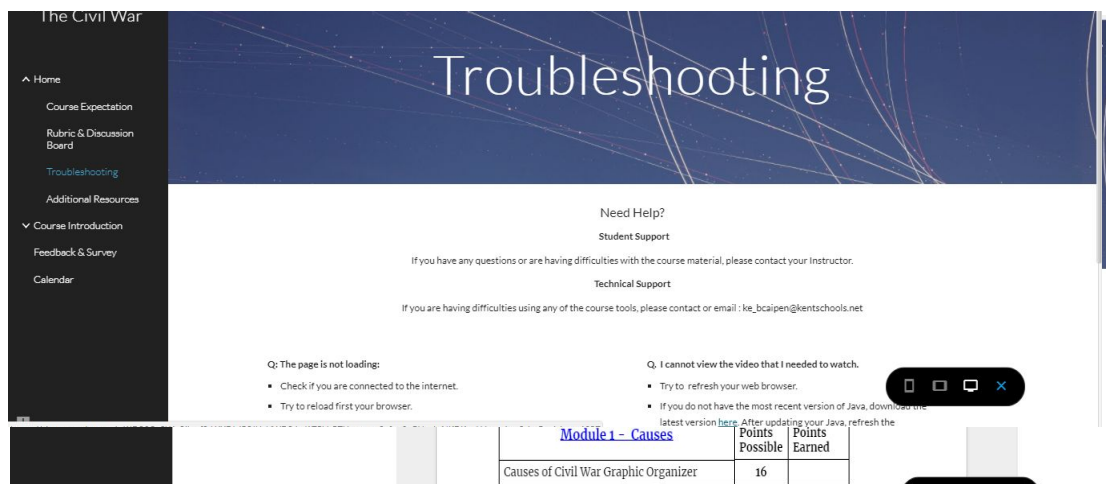 The Civil War
Home
Course Expectation
Rubric & Discussion
Board
Troubleshooting
Additional Resources
Course Introduction
Feedback & Survey
Calendar
Troubleshooting
Need Help?
Student Support
If you have any questions or are having difficulties with the course material, please contact your Instructor.
Technical Support
If you are having difficulties using any of the course tools, please contact or email : ke_bcaipen@kentschools.net
Q: The page is not loading:
▪ Check if you are connected to the internet.
▪ Try to reload first your browser.
Q. I cannot view the video that I needed to watch.
▪ Try to refresh your web browser.
▪ If you do not have the most recent version of Java, download the
latest version here. After updating your Java, refresh the
Module 1 - Causes
Points
Possible
Points
Earned
Causes of Civil War Graphic Organizer
16